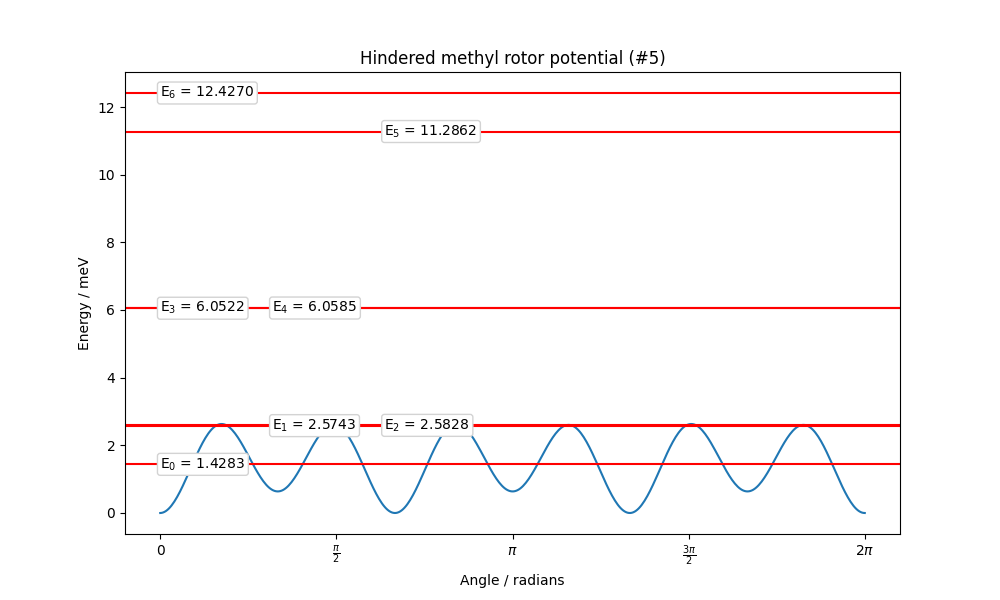 Hindered methyl rotor potential (#5)
Energy / meV
12
10
8
6
4
2
0
E₆ = 12.4270
E₅ = 11.2862
E₃ = 6.0522
E₄ = 6.0585
E₁ = 2.5743
E₂ = 2.5828
E₀ = 1.4283
0
π/2
π
3π/2
2π
Angle / radians